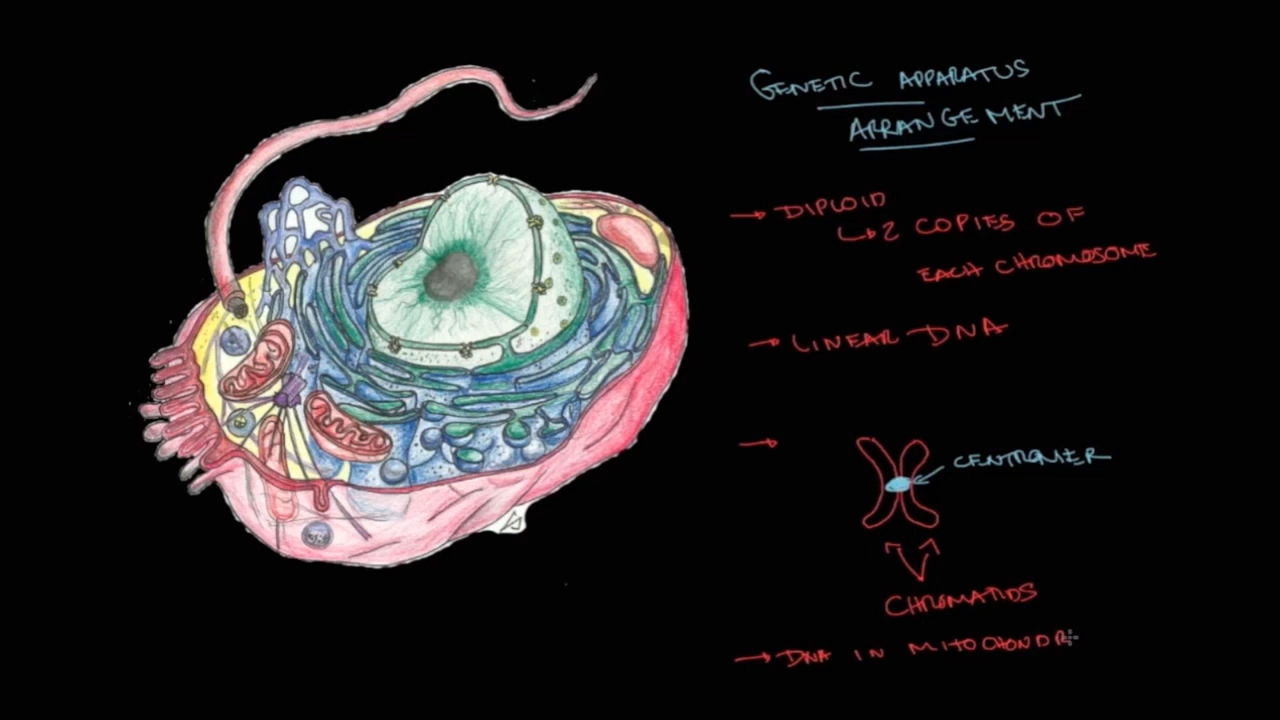 GENETIC APPARATUS
ARRANGEMENT
→ DIPLOID
↳ 2 COPIES OF
EACH CHROMOSOME
→ LINEAR DNA
→
CENTROMER
CHROMATIDS
→ DNA IN MITOCHONDR